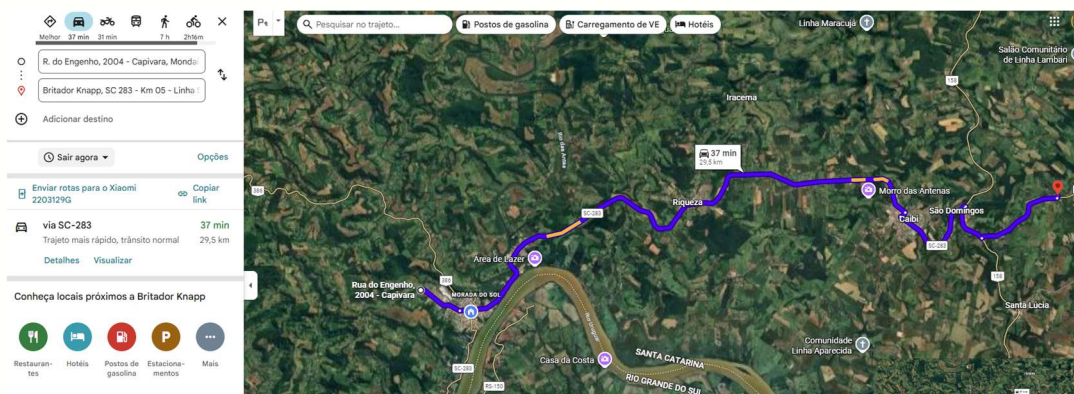 Melhor
37 min
31 min
7 h
2h16m
R. do Engenho, 2004 - Capivara, Monda
Britador Knapp, SC 283 - Km 05 - Linha
Adicionar destino
Sair agora
Opções
Enviar rotas para o Xiaomi
2203129G
Copiar
link
via SC-283
37 min
Trajeto mais rápido, trânsito normal
29,5 km
Detalhes
Visualizar
Conheça locais próximos a Britador Knapp
Restauran-
tes
Hotéis
Postos de
gasolina
Estaciona-
mentos
Mais
Pesquisar no trajeto...
Postos de gasolina
Carregamento de VE
Hotéis
Linha Maracujá
Salão Comunitário
de Linha Lambari
158
Iracema
37 min
29,5 km
386
Morro das Antenas
Riqueza
SC-283
Caibi
São Domingos
SC-283
Area de Lazer
158
386
Rua do Engenho,
2004 - Capivara
MORADA DO SOL
Santa Lúcia
Comunidade
Linha Aparecida
Casa da Costa
SANTA CATARINA
RIO GRANDE DO SUL
SC-283
RS-150